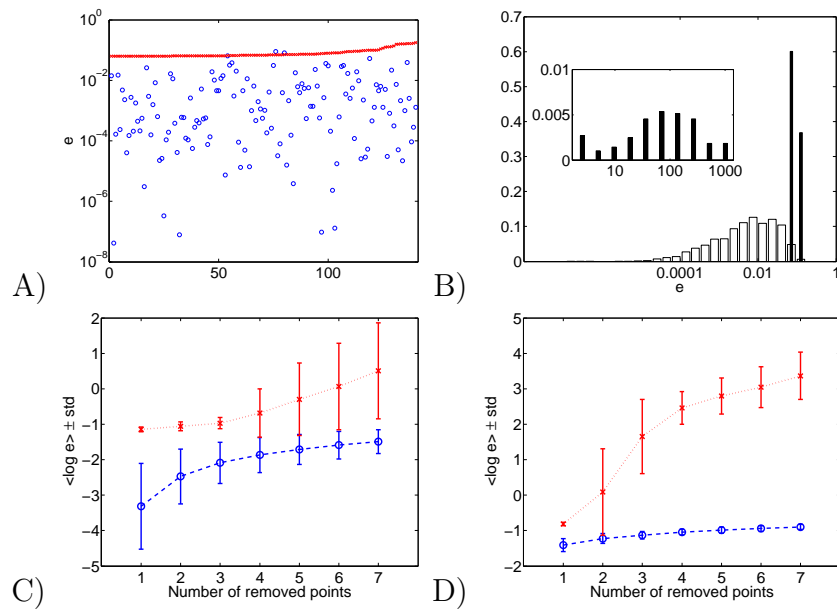 10^0
10^-2
10^-4
10^-6
10^-8
e
0 50 100
A)
0.6
0.5
0.4
0.3
0.2
0.1
0
0.01
0.005
0
10 100 1000
0.0001 0.01 1
e
B)
2
1
0
−1
−2
−3
−4
−5
<log e> ± std
1 2 3 4 5 6 7
Number of removed points
C)
5
4
3
2
1
0
−1
−2
<log e> ± std
1 2 3 4 5 6 7
Number of removed points
D)